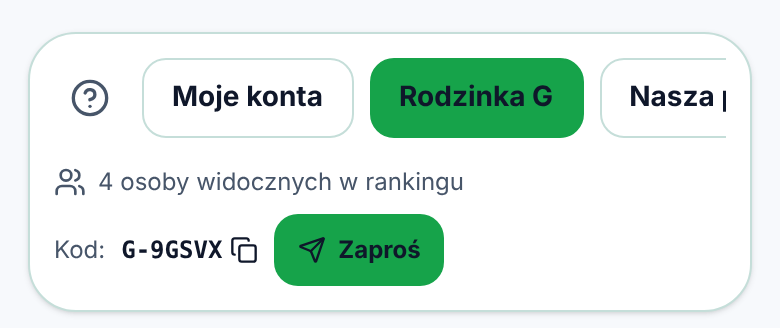 Moje konta Rodzinka G Nasza
4 osoby widocznych w rankingu
Kod: G-9GSVX Zaproś